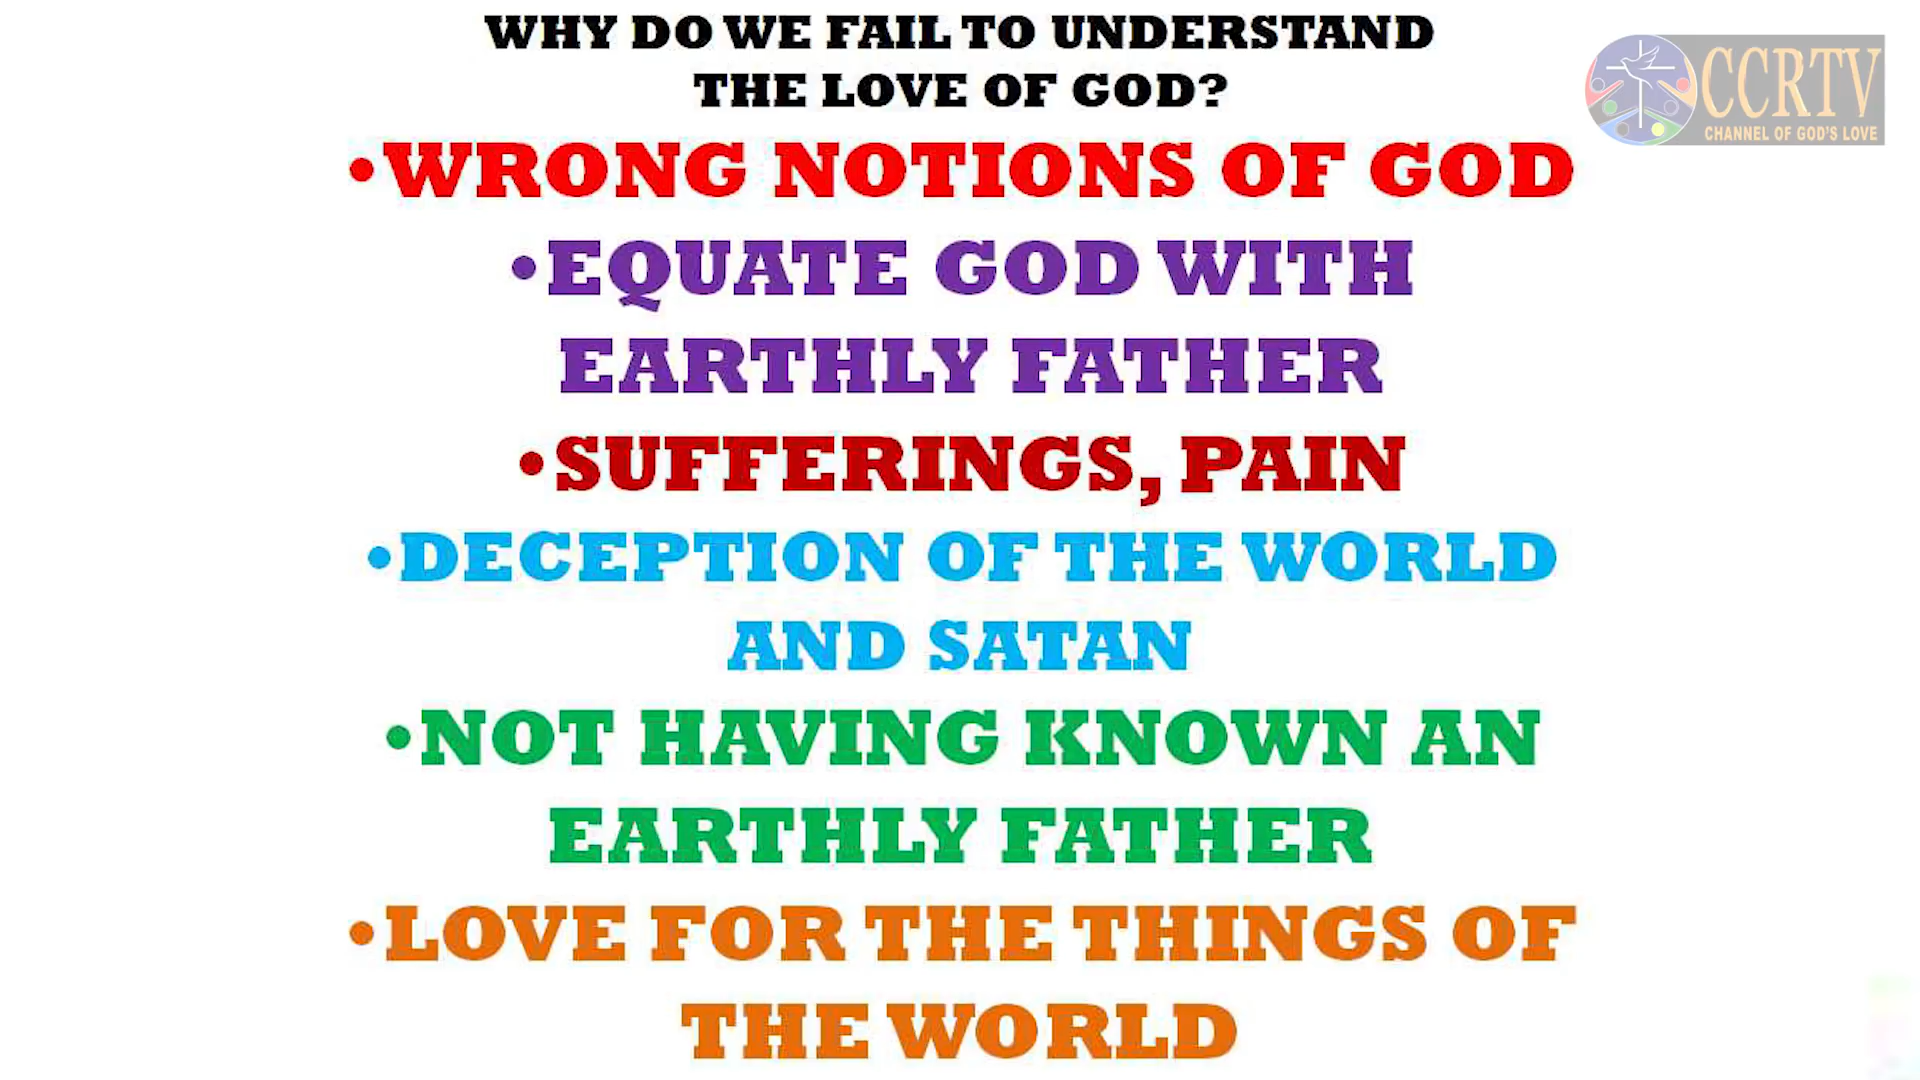 WHY DO WE FAIL TO UNDERSTAND
THE LOVE OF GOD?
CCRTV
CHANNEL OF GOD'S LOVE
•WRONG NOTIONS OF GOD
•EQUATE GOD WITH
EARTHLY FATHER
•SUFFERINGS, PAIN
•DECEPTION OF THE WORLD
AND SATAN
•NOT HAVING KNOWN AN
EARTHLY FATHER
•LOVE FOR THE THINGS OF
THE WORLD